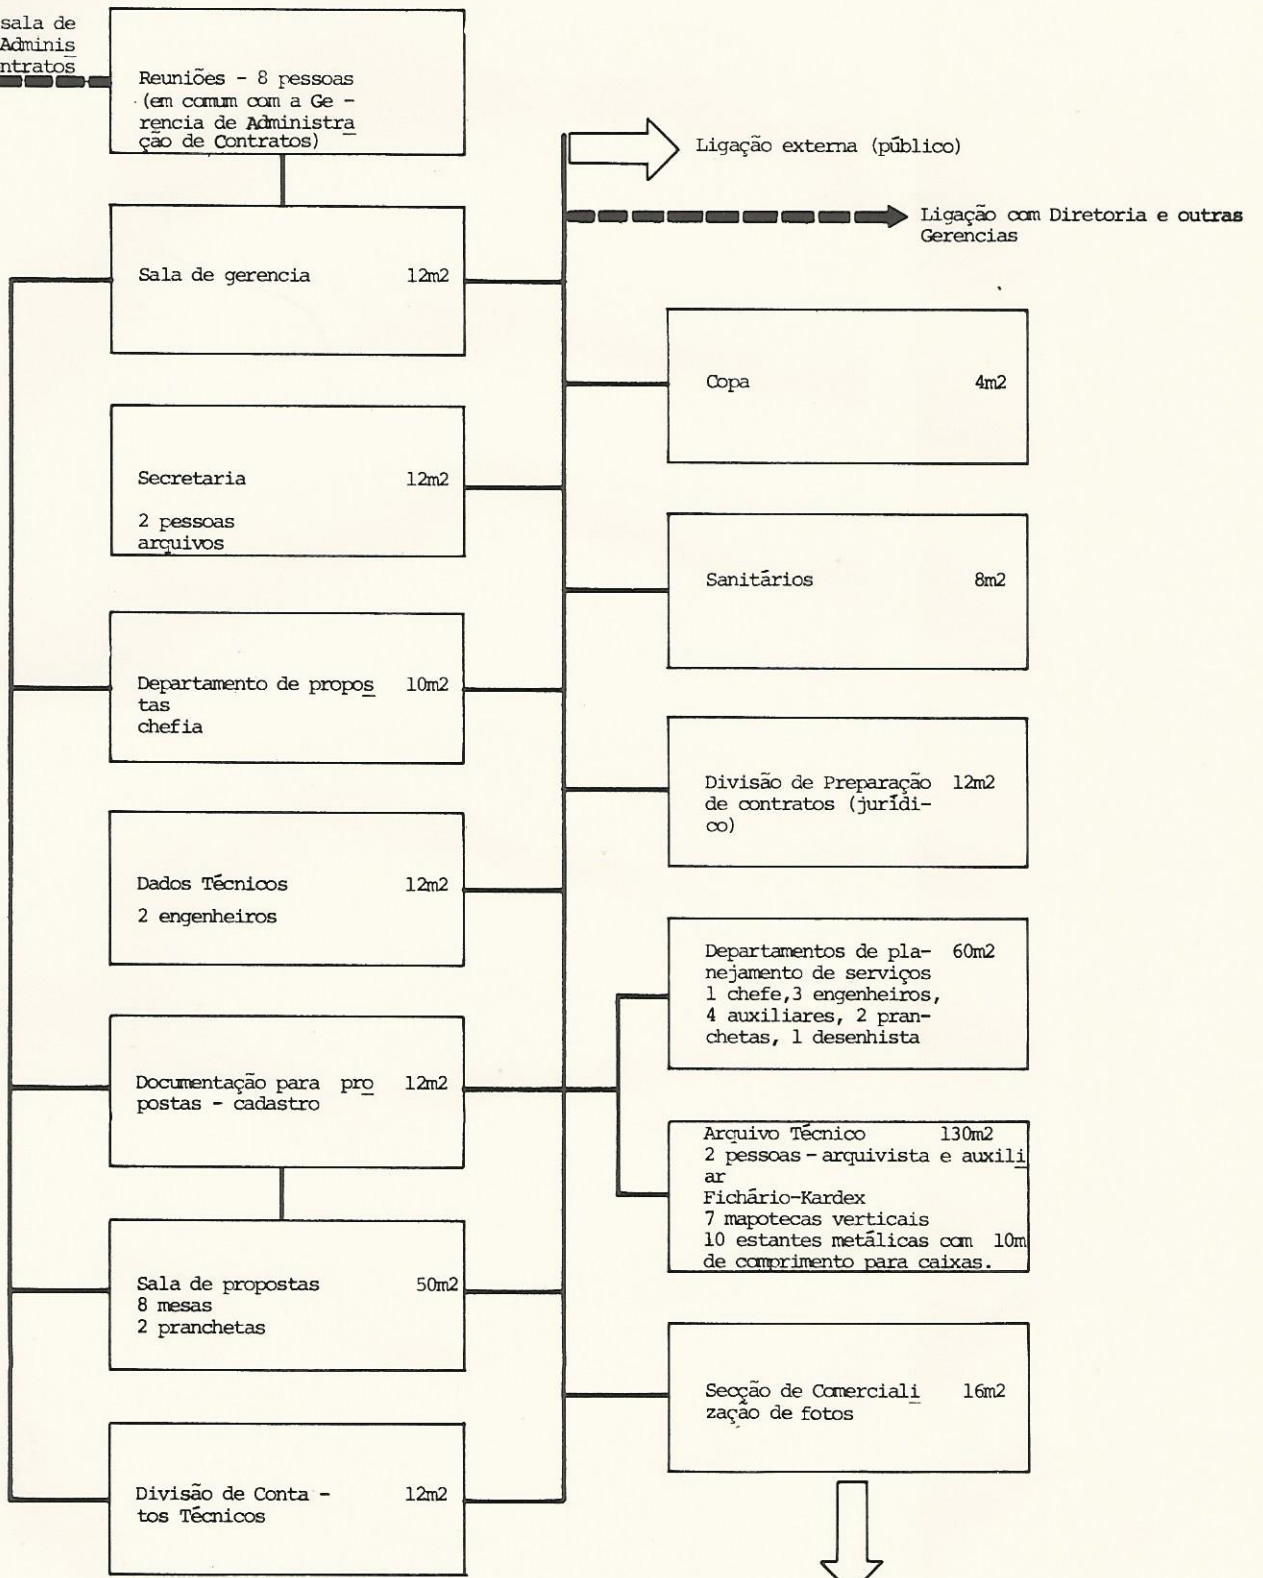 sala de
Adminis
ntratos
Reuniões - 8 pessoas
(em comum com a Ge -
rencia de Administra
ção de Contratos)
Ligação externa (público)
Ligação com Diretoria e outras
Gerencias
Sala de gerencia 12m2
Copa 4m2
Secretaria 12m2
2 pessoas
arquivos
Sanitários 8m2
Departamento de propos 10m2
tas
chefia
Divisão de Preparação 12m2
de contratos (jurídi-
co)
Dados Técnicos 12m2
2 engenheiros
Departamentos de pla- 60m2
nejamento de serviços
1 chefe,3 engenheiros,
4 auxiliares, 2 pran-
chetas, 1 desenhista
Documentação para pro 12m2
postas - cadastro
Arquivo Técnico 130m2
2 pessoas - arquivista e auxili
ar
Fichário-Kardex
7 mapotecas verticais
10 estantes metálicas com 10m
de comprimento para caixas.
Sala de propostas 50m2
8 mesas
2 pranchetas
Secção de Comerciali 16m2
zação de fotos
Divisão de Conta - 12m2
tos Técnicos